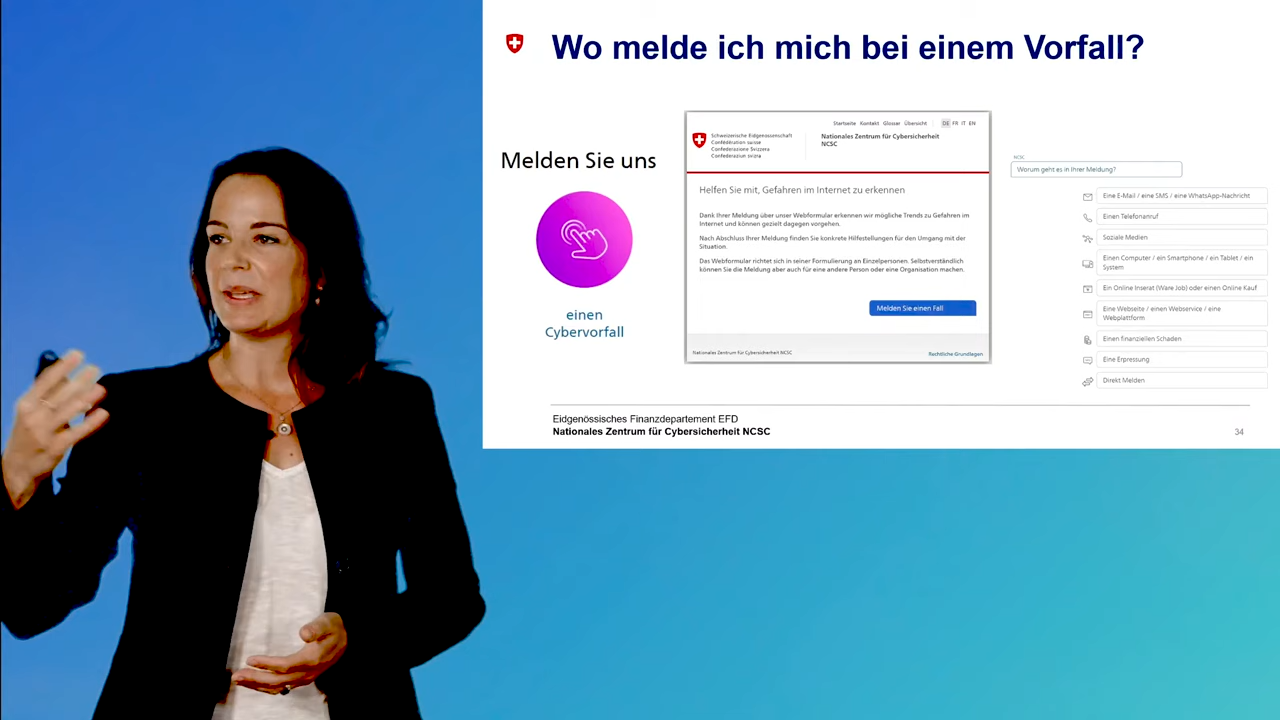 Wo melde ich mich bei einem Vorfall?
Melden Sie uns
einen
Cybervorfall
Startseite Kontakt Glossar Übersicht DE FR IT EN
Schweizerische Eidgenossenschaft
Confédération suisse
Confederazione Svizzera
Confederaziun svizra
Nationales Zentrum für Cybersicherheit
NCSC
Helfen Sie mit, Gefahren im Internet zu erkennen
Dank Ihrer Meldung über unser Webformular erkennen wir mögliche Trends zu Gefahren im
Internet und können gezielt dagegen vorgehen.
Nach Abschluss Ihrer Meldung finden Sie konkrete Hilfestellungen für den Umgang mit der
Situation.
Das Webformular richtet sich in seiner Formulierung an Einzelpersonen. Selbstverständlich
können Sie die Meldung aber auch für eine andere Person oder eine Organisation machen.
Melden Sie einen Fall
Nationales Zentrum für Cybersicherheit NCSC
Rechtliche Grundlagen
NCSC
Worum geht es in Ihrer Meldung?
Eine E-Mail / eine SMS / eine WhatsApp-Nachricht
Einen Telefonanruf
Soziale Medien
Einen Computer / ein Smartphone / ein Tablet / ein
System
Ein Online Inserat (Ware Job) oder einen Online Kauf
Eine Webseite / einen Webservice / eine
Webplattform
Einen finanziellen Schaden
Eine Erpressung
Direkt Melden
Eidgenössisches Finanzdepartement EFD
Nationales Zentrum für Cybersicherheit NCSC
34